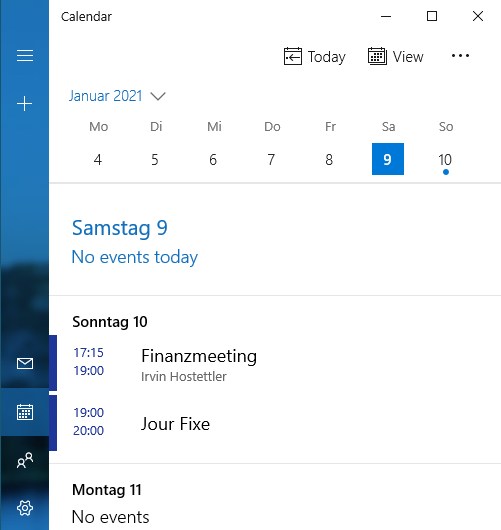 Calendar
Today View
Januar 2021
Mo Di Mi Do Fr Sa So
4 5 6 7 8 9 10
Samstag 9
No events today
Sonntag 10
17:15 Finanzmeeting
19:00 Irvin Hostettler
19:00
20:00 Jour Fixe
Montag 11
No events